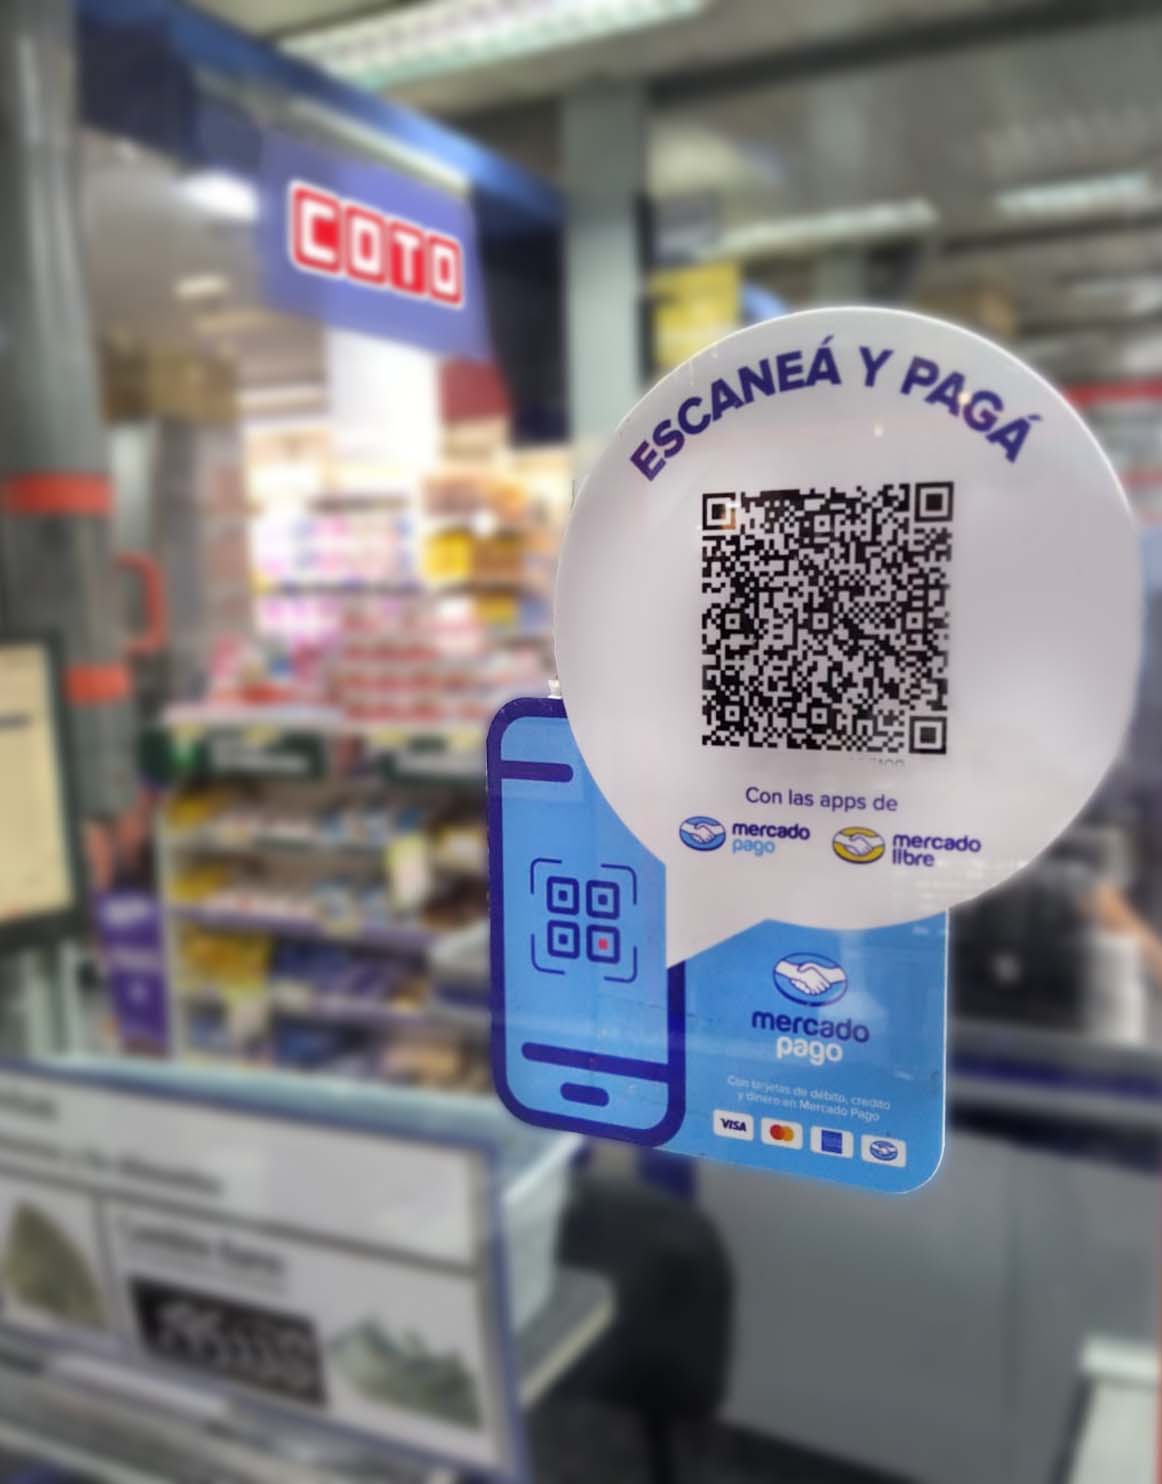 COTO
ESCANEÁ Y PAGÁ
Con las apps de
mercado
pago
mercado
libre
mercado
pago
Con tarjetas de débito, crédito
y dinero en Mercado Pago
VISA